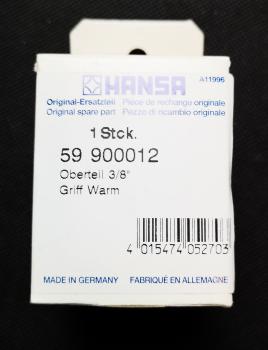 HANSA
A11996
Original-Ersatzteil Pièce de rechange originale
Original spare part Pezzo di ricambio originale
1 Stck.
59 900012
Oberteil 3/8"
Griff Warm
4 015474 052703
MADE IN GERMANY FABRIQUÉ EN ALLEMAGNE